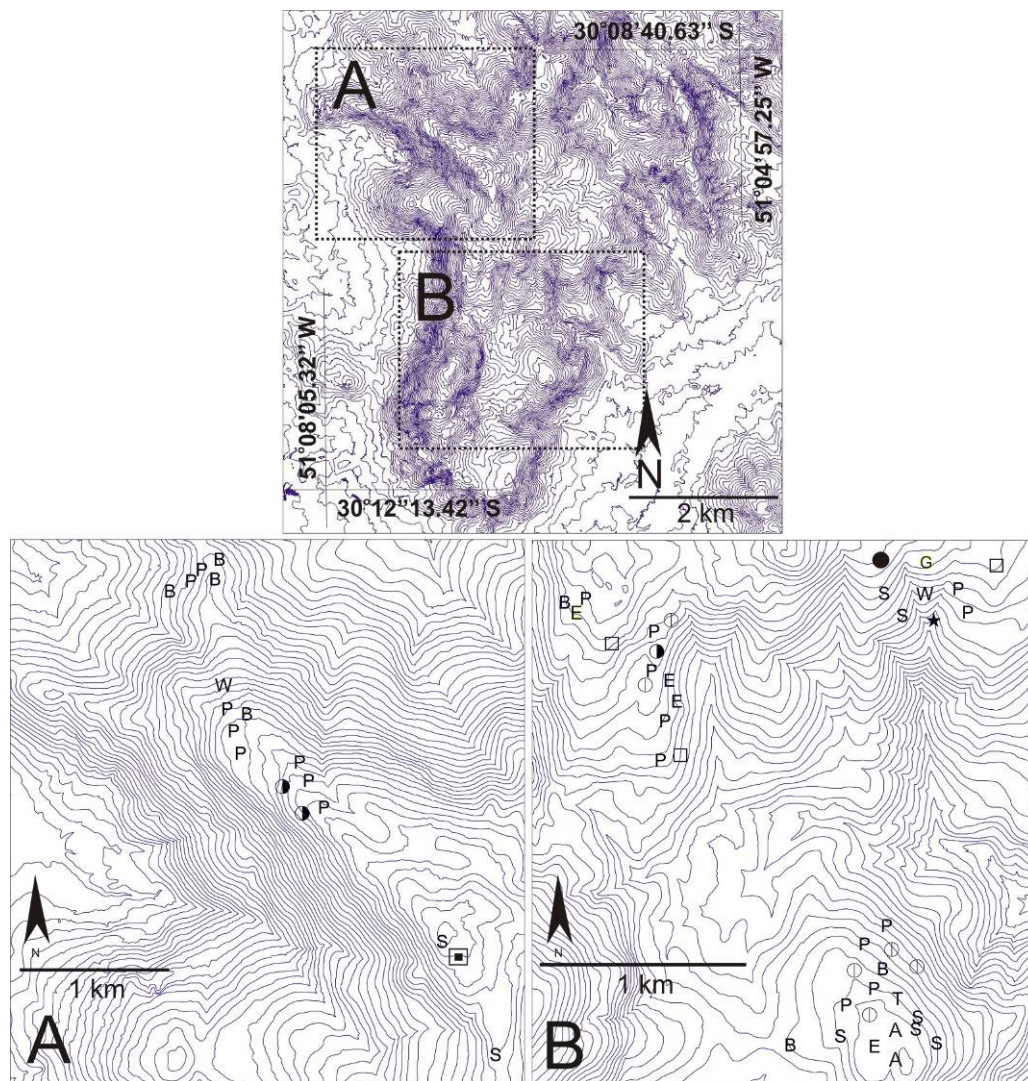 30°08'40.63'' S
A
51°04'57.25'' W
B
51°08'05.32'' W
N
30°12''13.42'' S
2 km
B
P B
B P
W
P B
P
P
P
P
P
S
N
1 km
A
S
G
B P
E
S W P
S P
P
P
E
E
P
P
P
P
B
N
1 km
P T
P S
S A S
B E S
B A